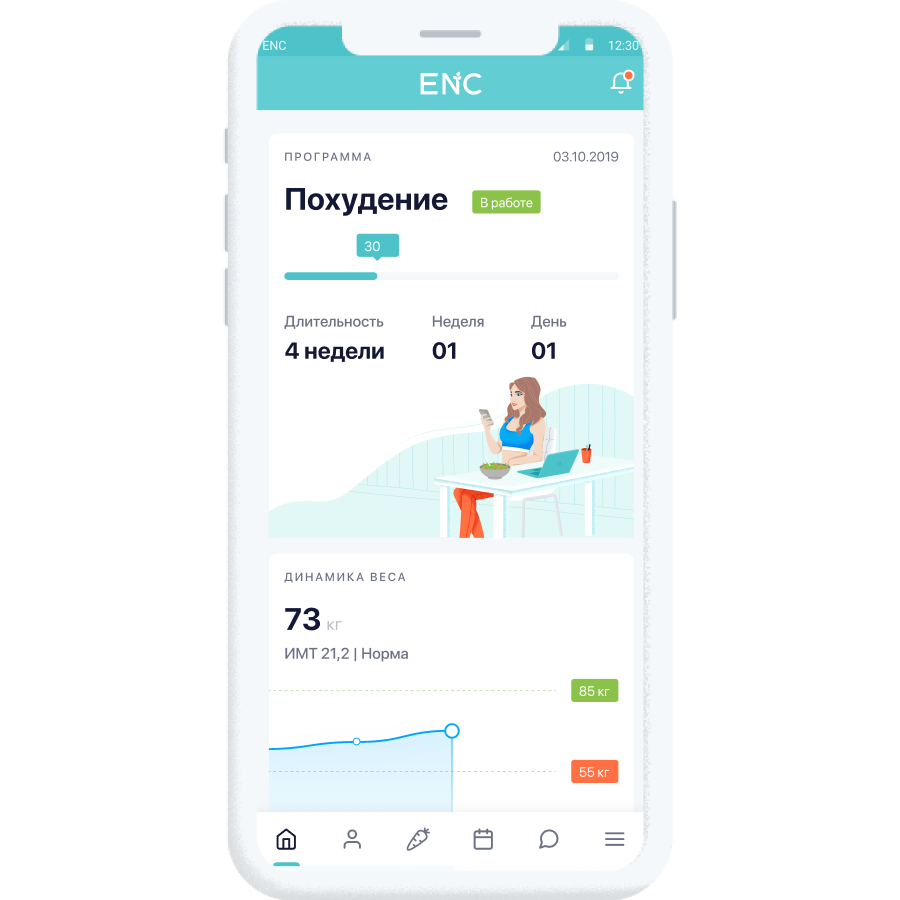 ENC 12:30
ENC
ПРОГРАММА 03.10.2019
Похудение В работе
30
Длительность Неделя День
4 недели 01 01
ДИНАМИКА ВЕСА
73 кг
ИМТ 21,2 | Норма
85 кг
55 кг